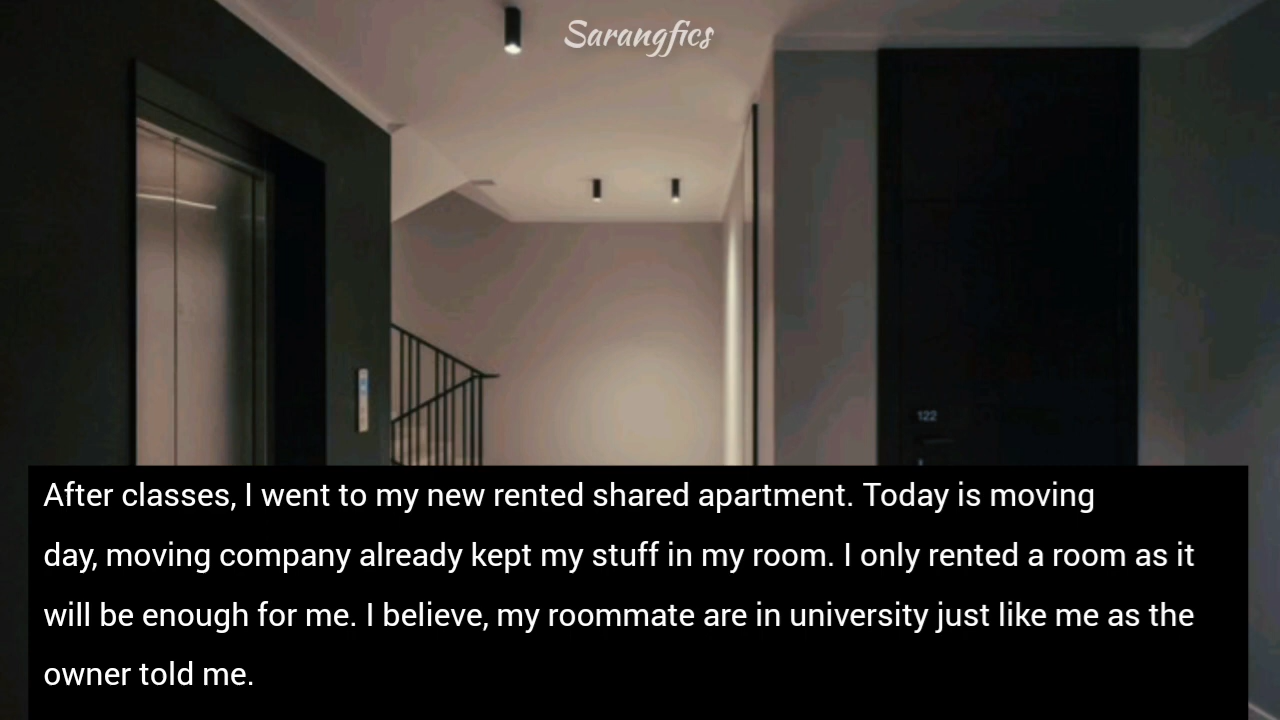 Sarangfics
122
After classes, I went to my new rented shared apartment. Today is moving
day, moving company already kept my stuff in my room. I only rented a room as it
will be enough for me. I believe, my roommate are in university just like me as the
owner told me.